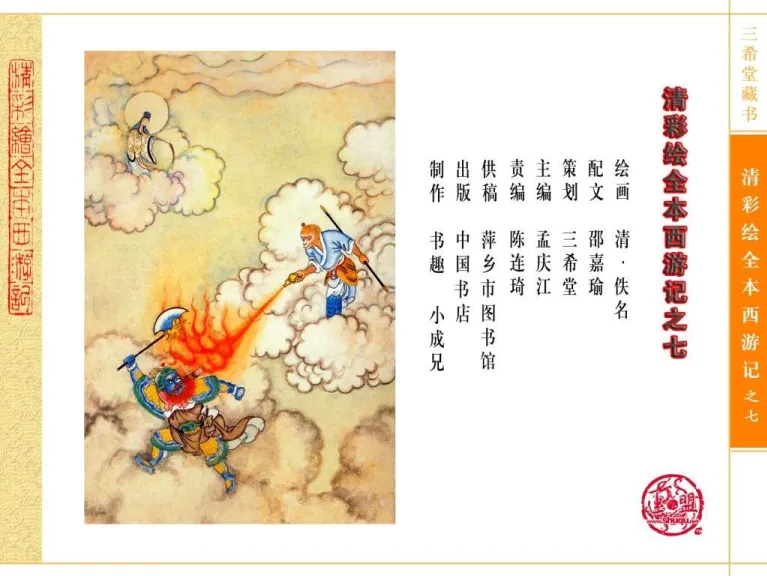 三希堂藏书
清彩绘全本西游记之七
清彩绘全本西游记之七
绘画 清·佚名
配文 邵嘉瑜
策划 三希堂
主编 孟庆江
责编 陈连琦
供稿 萍乡市图书馆
出版 中国书店
制作 书趣 小成兄
清彩繪全本西游記
盟
www.shuqu.net